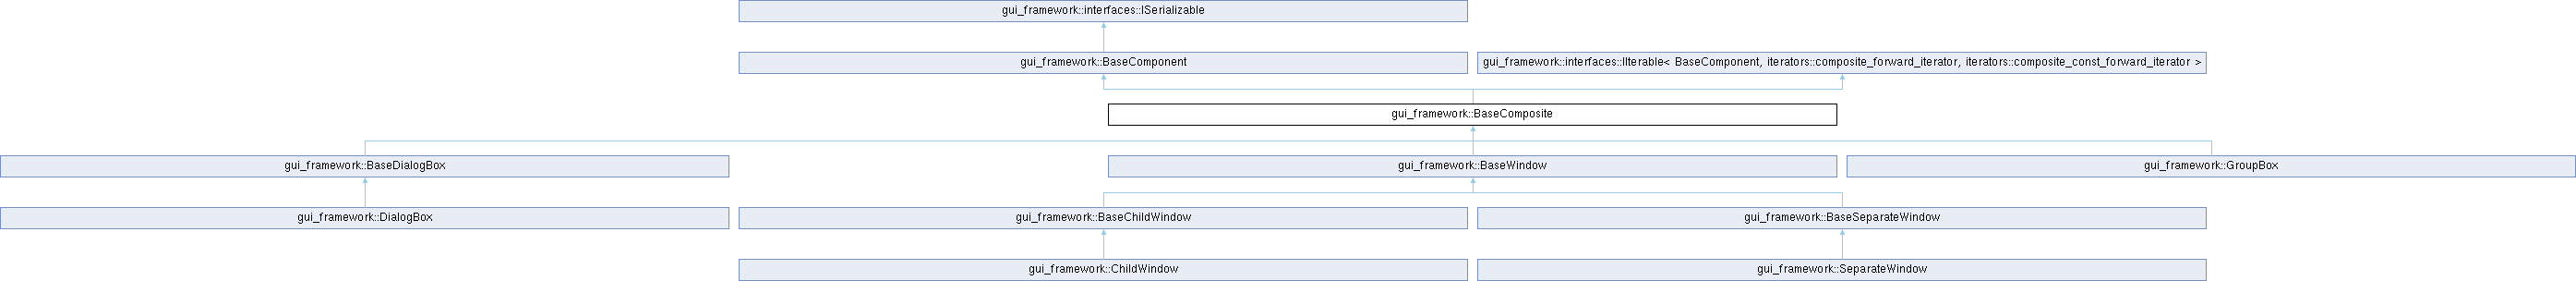 gui_framework::interfaces::ISerializable
gui_framework::BaseComponent
gui_framework::interfaces::IIterable< BaseComponent, iterators::composite_forward_iterator, iterators::composite_const_forward_iterator >
gui_framework::BaseComposite
gui_framework::BaseDialogBox
gui_framework::BaseWindow
gui_framework::GroupBox
gui_framework::DialogBox
gui_framework::BaseChildWindow
gui_framework::BaseSeparateWindow
gui_framework::ChildWindow
gui_framework::SeparateWindow